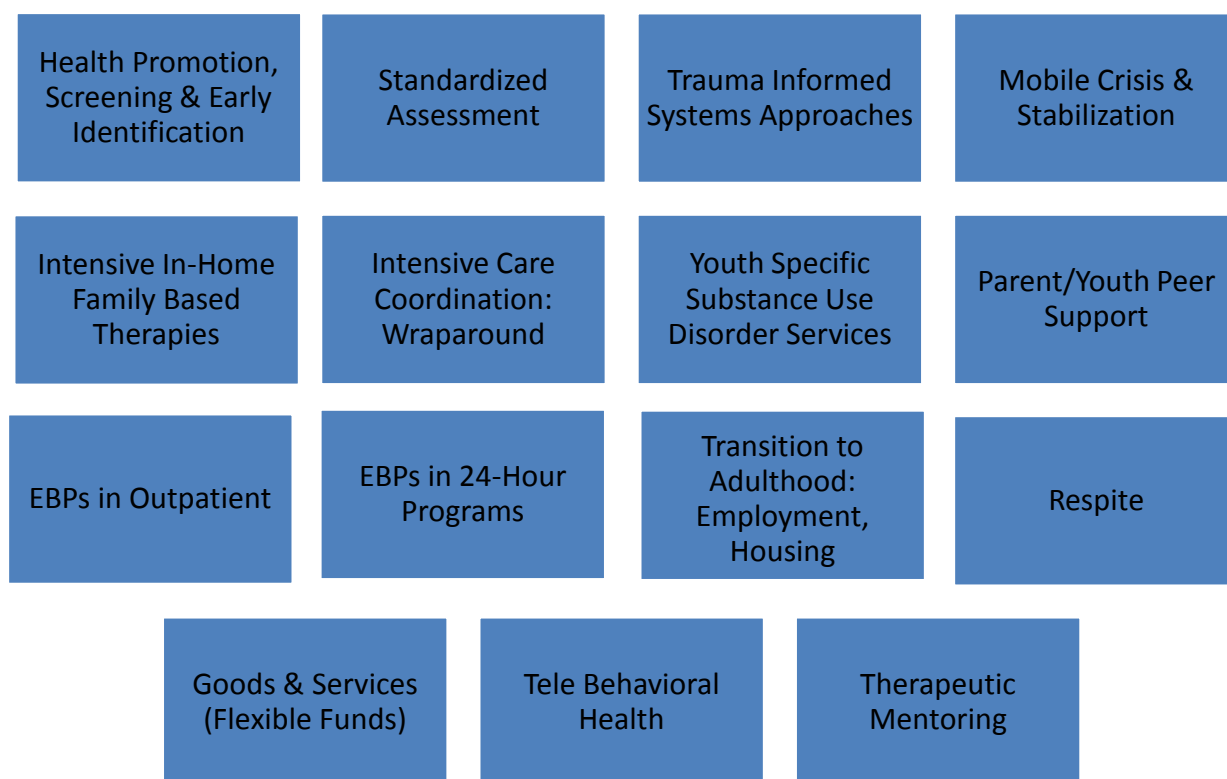 Health Promotion,
Screening & Early
Identification
Standardized
Assessment
Trauma Informed
Systems Approaches
Mobile Crisis &
Stabilization
Intensive In-Home
Family Based
Therapies
Intensive Care
Coordination:
Wraparound
Youth Specific
Substance Use
Disorder Services
Parent/Youth Peer
Support
EBPs in Outpatient
EBPs in 24-Hour
Programs
Transition to
Adulthood:
Employment,
Housing
Respite
Goods & Services
(Flexible Funds)
Tele Behavioral
Health
Therapeutic
Mentoring